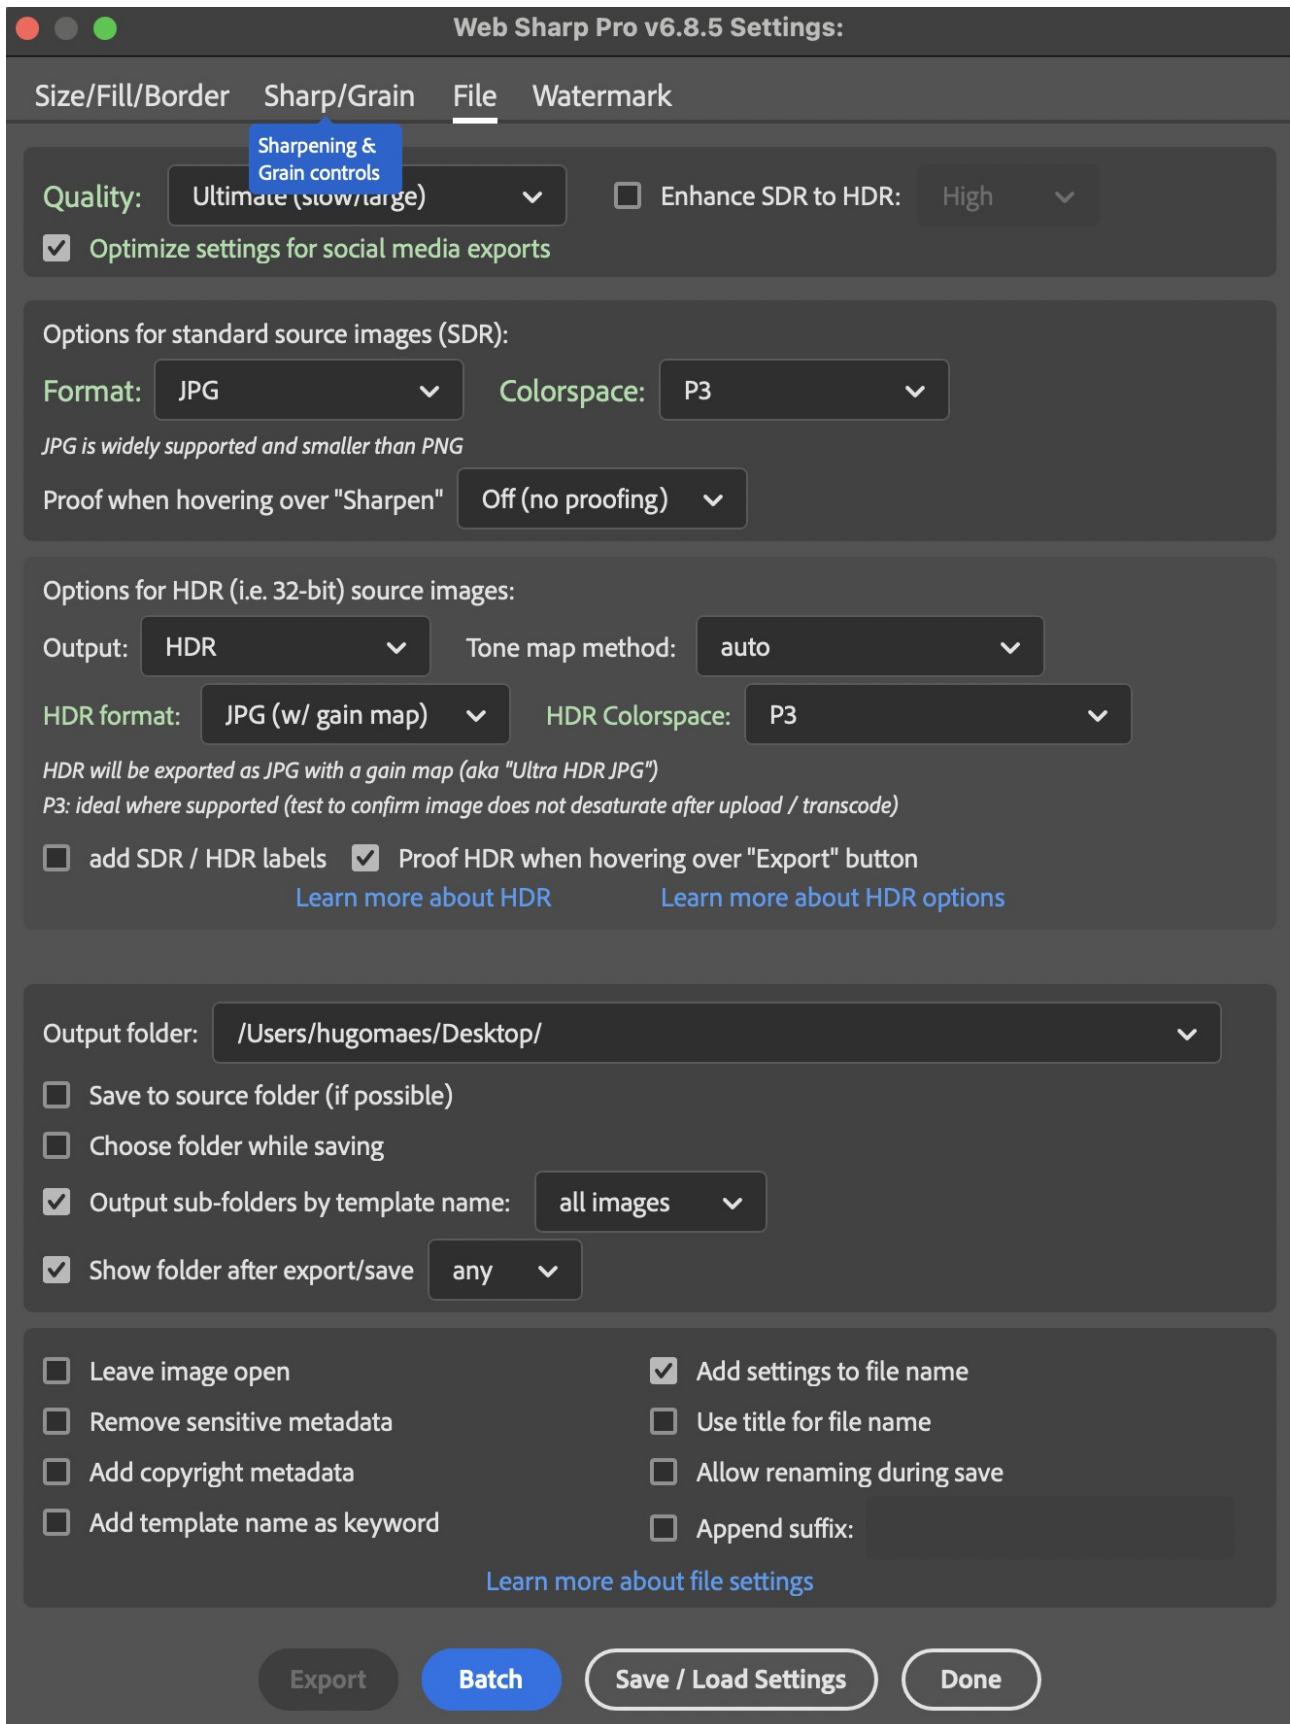 Web Sharp Pro v6.8.5 Settings:
Size/Fill/Border Sharp/Grain File Watermark
Sharpening &
Grain controls
Quality: Ultimate (slow/large) Enhance SDR to HDR: High
Optimize settings for social media exports
Options for standard source images (SDR):
Format: JPG Colorspace: P3
JPG is widely supported and smaller than PNG
Proof when hovering over "Sharpen" Off (no proofing)
Options for HDR (i.e. 32-bit) source images:
Output: HDR Tone map method: auto
HDR format: JPG (w/ gain map) HDR Colorspace: P3
HDR will be exported as JPG with a gain map (aka "Ultra HDR JPG")
P3: ideal where supported (test to confirm image does not desaturate after upload / transcode)
add SDR / HDR labels Proof HDR when hovering over "Export" button
Learn more about HDR Learn more about HDR options
Output folder: /Users/hugomaes/Desktop/
Save to source folder (if possible)
Choose folder while saving
Output sub-folders by template name: all images
Show folder after export/save any
Leave image open Add settings to file name
Remove sensitive metadata Use title for file name
Add copyright metadata Allow renaming during save
Add template name as keyword Append suffix:
Learn more about file settings
Export Batch Save / Load Settings Done